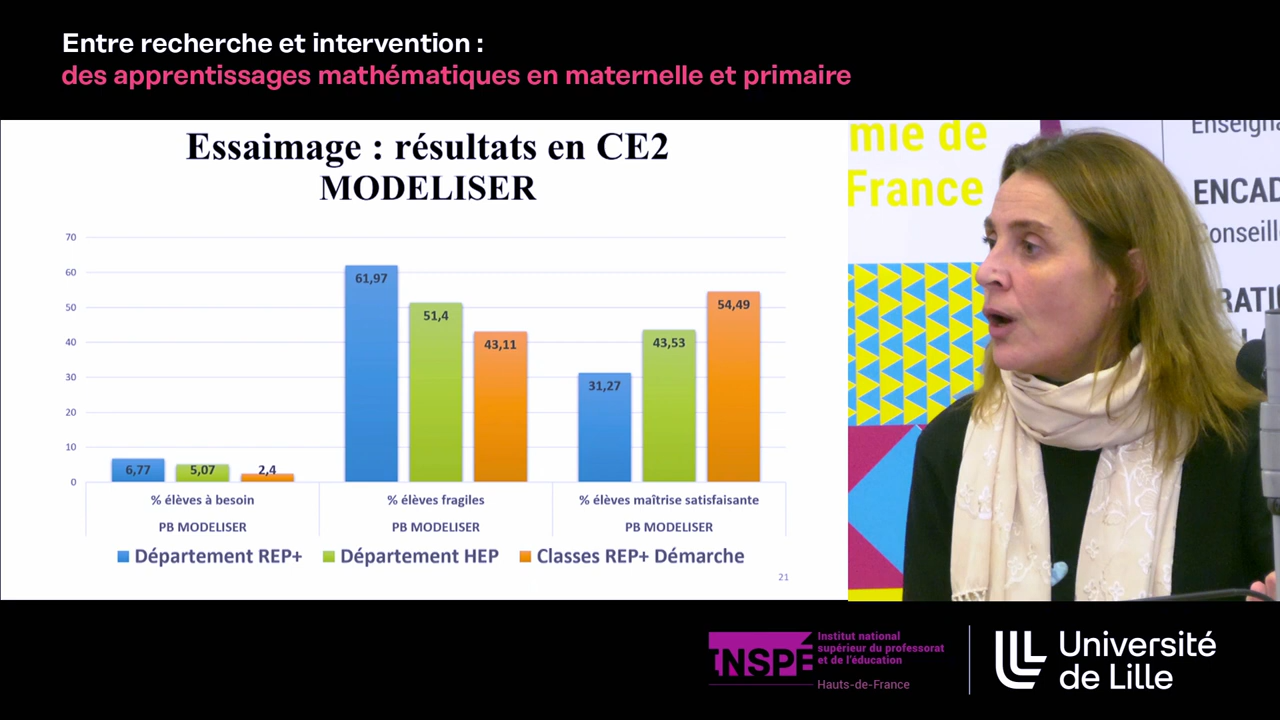 Entre recherche et intervention :
des apprentissages mathématiques en maternelle et primaire
Essaimage : résultats en CE2
MODELISER
70
60
50
40
30
20
10
0
6,77
5,07
2,4
61,97
51,4
43,11
31,27
43,53
54,49
% élèves à besoin
% élèves fragiles
% élèves maîtrise satisfaisante
PB MODELISER
PB MODELISER
PB MODELISER
Département REP+
Département HEP
Classes REP+ Démarche
21
mie de
France
ENCAD
INSPÉ
Institut national
supérieur du professorat
et de l'éducation
Hauts-de-France
Université
de Lille